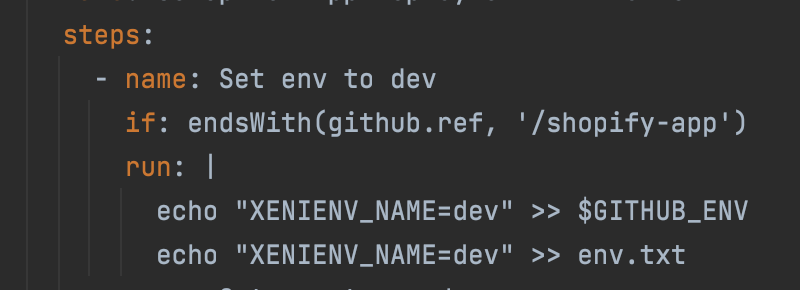 steps:
- name: Set env to dev
if: endsWith(github.ref, '/shopify-app')
run: |
echo "XENIENV_NAME=dev" >> $GITHUB_ENV
echo "XENIENV_NAME=dev" >> env.txt